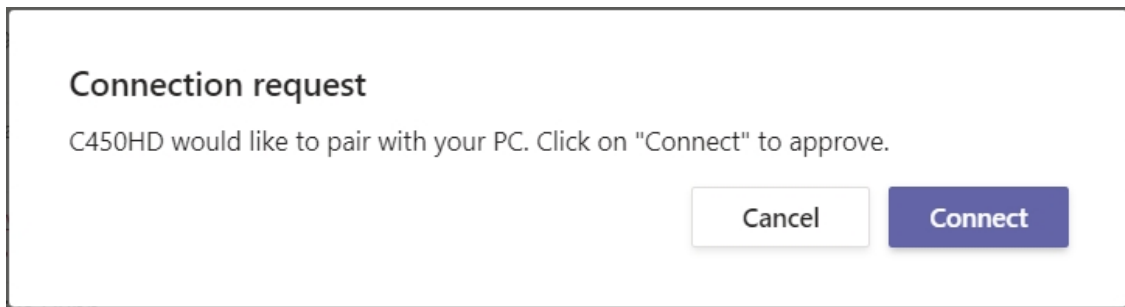 Connection request
C450HD would like to pair with your PC. Click on "Connect" to approve.
Cancel Connect